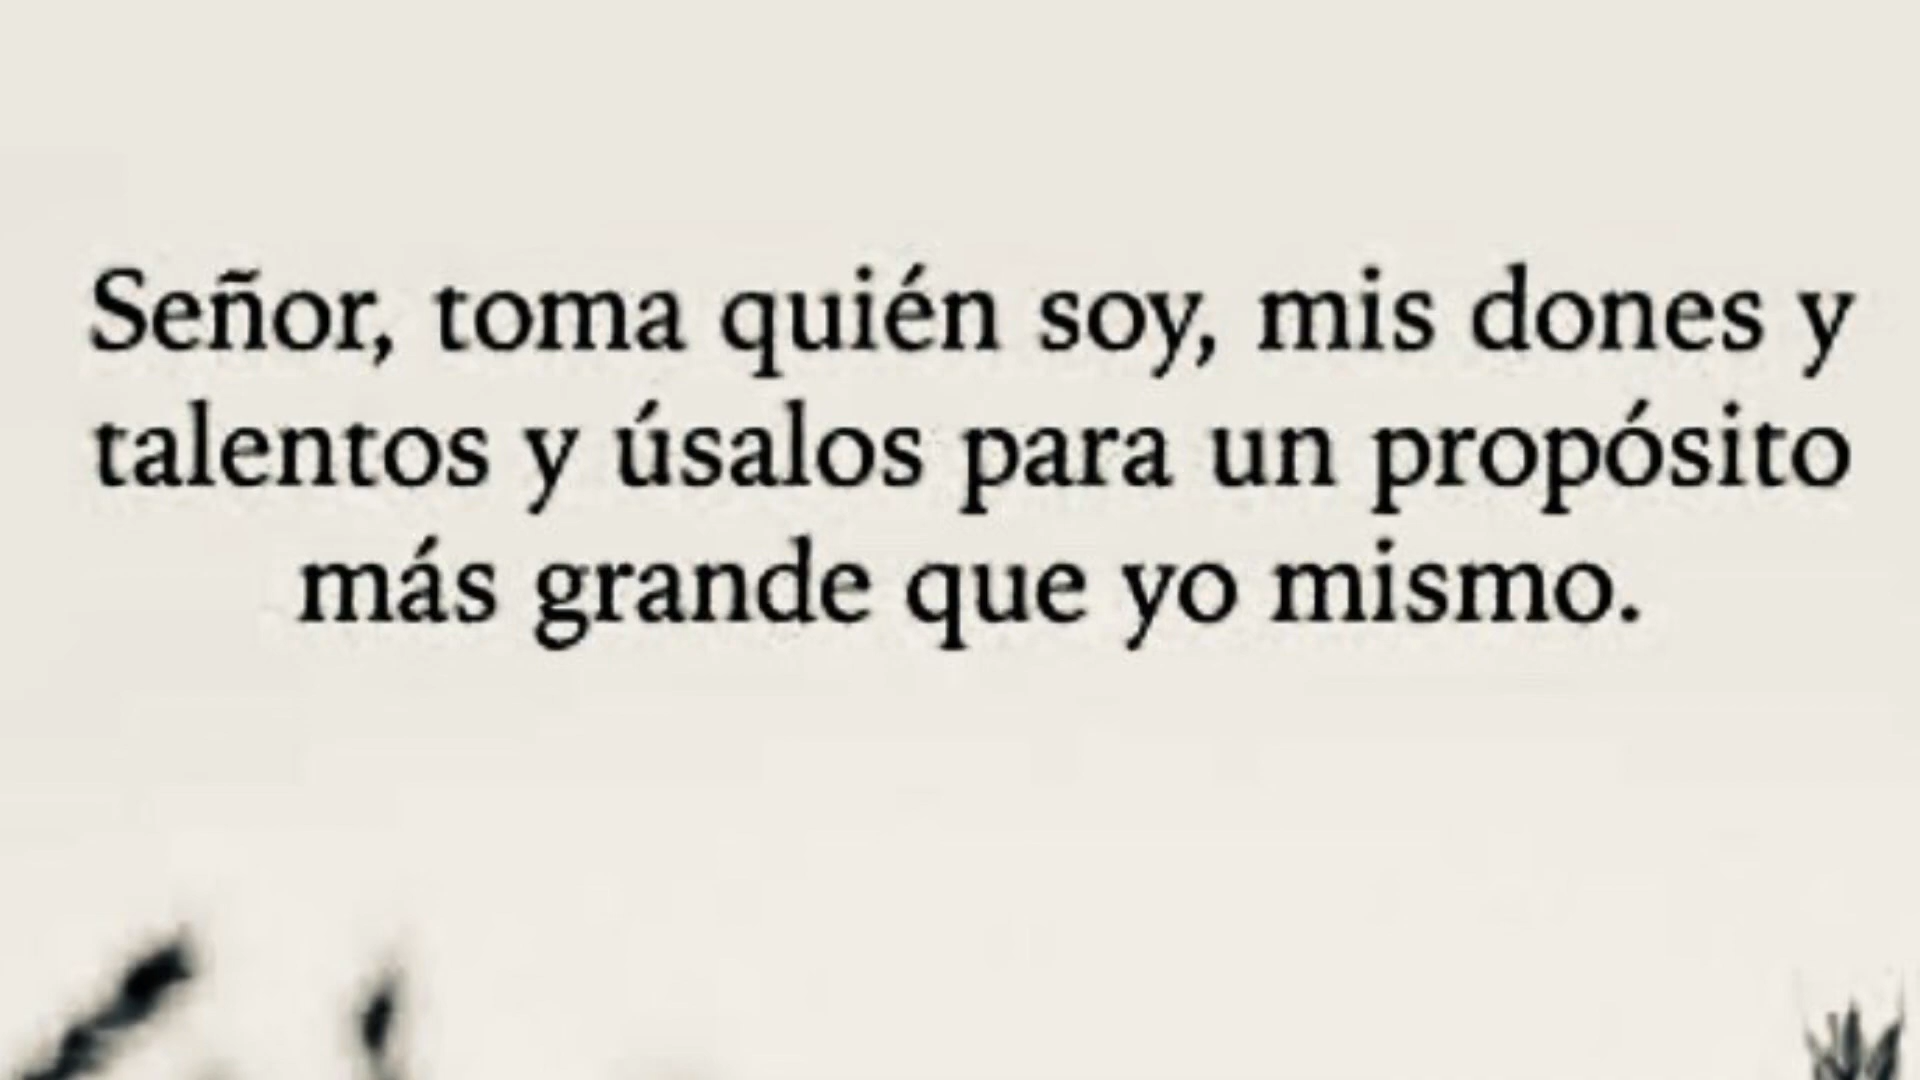 Señor, toma quién soy, mis dones y
talentos y úsalos para un propósito
más grande que yo mismo.